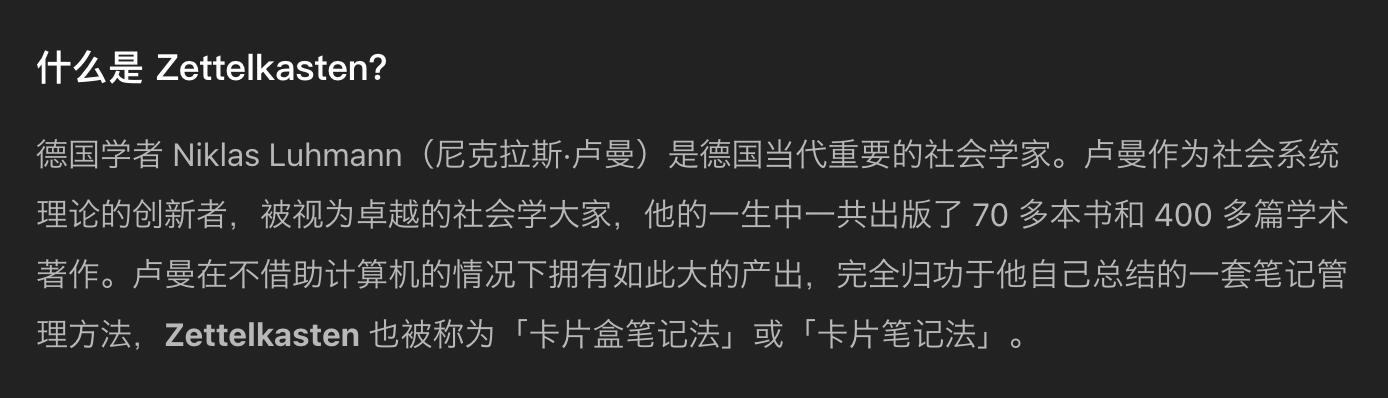 什么是 Zettelkasten?
德国学者 Niklas Luhmann（尼克拉斯·卢曼）是德国当代重要的社会学家。卢曼作为社会系统
理论的创新者，被视为卓越的社会学大家，他的一生中一共出版了 70 多本书和 400 多篇学术
著作。卢曼在不借助计算机的情况下拥有如此大的产出，完全归功于他自己总结的一套笔记管
理方法，Zettelkasten 也被称为「卡片盒笔记法」或「卡片笔记法」。